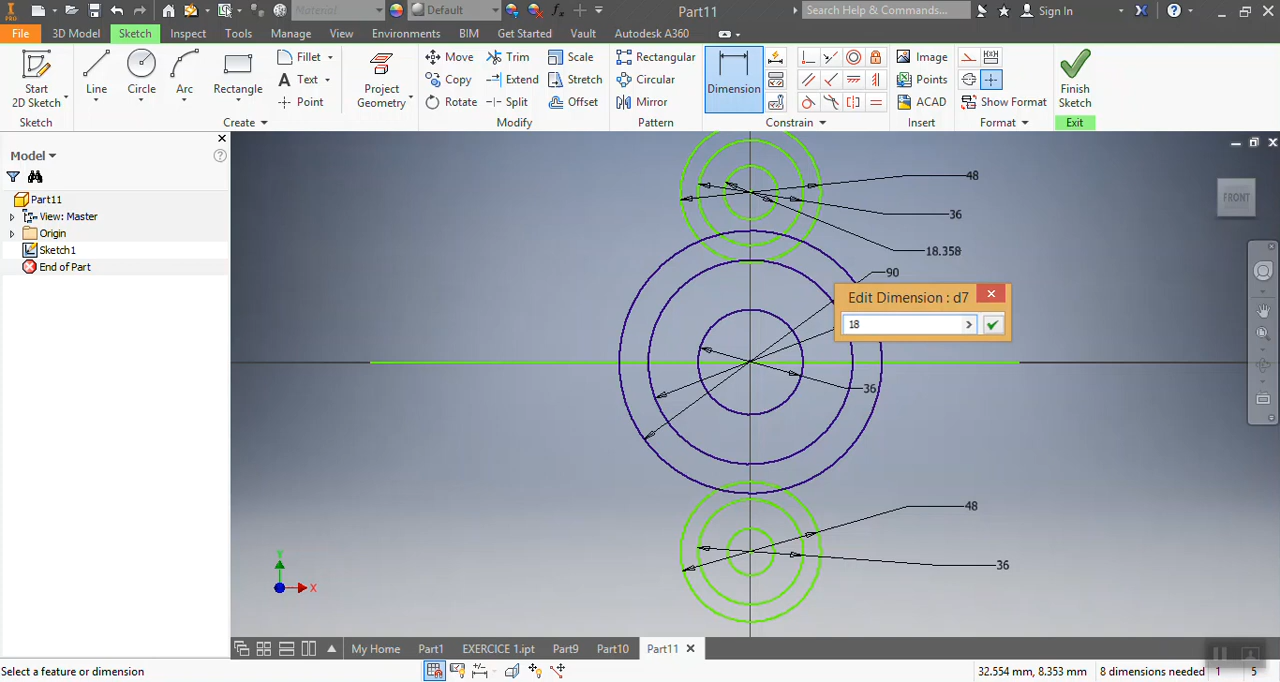 Material
Default
Part11
Search Help & Commands...
Sign In
PRO
File
3D Model
Sketch
Inspect
Tools
Manage
View
Environments
BIM
Get Started
Vault
Autodesk A360
Start
2D Sketch
Line
Circle
Arc
Rectangle
Fillet
Text
Point
Project
Geometry
Move
Copy
Rotate
Trim
Extend
Split
Scale
Stretch
Offset
Rectangular
Circular
Mirror
Dimension
Image
Points
ACAD
Show Format
Finish
Sketch
Sketch
Create
Modify
Pattern
Constrain
Insert
Format
Exit
Model
Part11
View: Master
Origin
Sketch1
End of Part
48
36
18.358
90
Edit Dimension : d7
18
36
48
36
FRONT
Y
X
My Home
Part1
EXERCICE 1.ipt
Part9
Part10
Part11
Select a feature or dimension
32.554 mm, 8.353 mm
8 dimensions needed
1
5